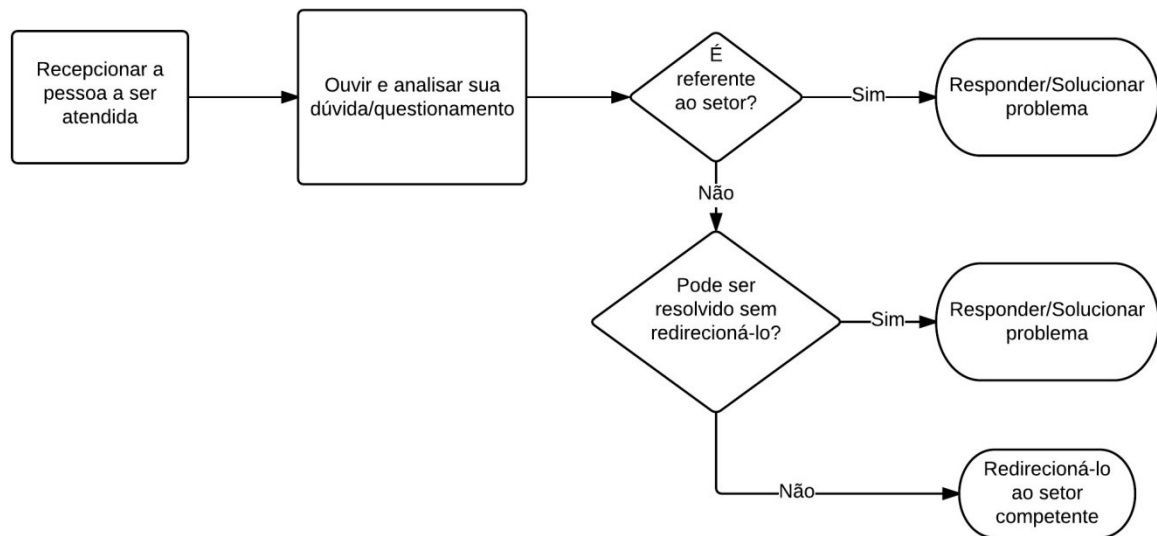 Recepcionar a
pessoa a ser
atendida
Ouvir e analisar sua
dúvida/questionamento
É
referente
ao setor?
Sim
Responder/Solucionar
problema
Não
Pode ser
resolvido sem
redirecioná-lo?
Sim
Responder/Solucionar
problema
Não
Redirecioná-lo
ao setor
competente